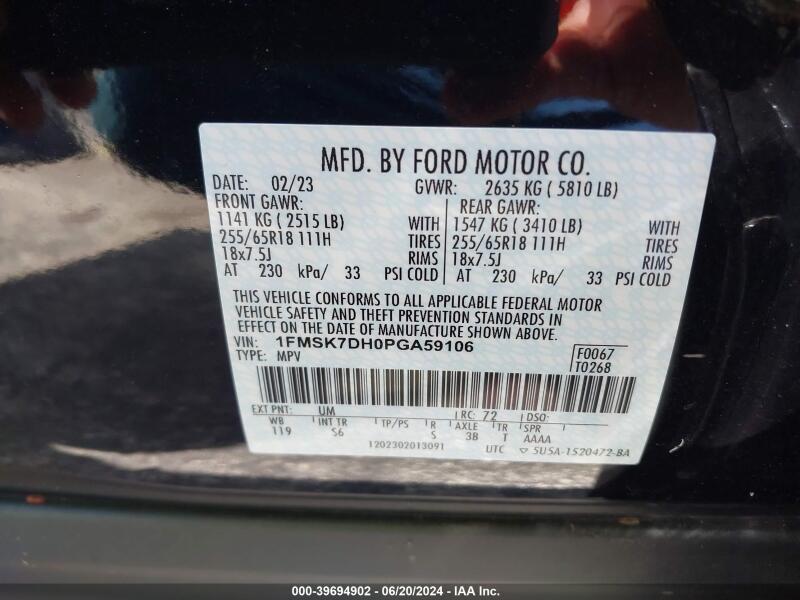 MFD. BY FORD MOTOR CO.
DATE: 02/23 GVWR: 2635 KG ( 5810 LB)
FRONT GAWR: REAR GAWR:
1141 KG ( 2515 LB) WITH 1547 KG ( 3410 LB) WITH
255/65R18 111H TIRES 255/65R18 111H TIRES
18x7.5J RIMS 18x7.5J RIMS
AT 230 kPa/ 33 PSI COLD AT 230 kPa/ 33 PSI COLD
THIS VEHICLE CONFORMS TO ALL APPLICABLE FEDERAL MOTOR
VEHICLE SAFETY AND THEFT PREVENTION STANDARDS IN
EFFECT ON THE DATE OF MANUFACTURE SHOWN ABOVE.
VIN: 1FMSK7DH0PGA59106
TYPE: MPV
F0067
T0268
EXT PNT: UM RC: 72 DSO:
WB INT TR TP/PS R AXLE TR SPR
119 S6 S 3B T AAAA
1202302013091 UTC ▽ 5U5A-1520472-BA
000-39694902 | 06/20/2024 | IAA Inc.